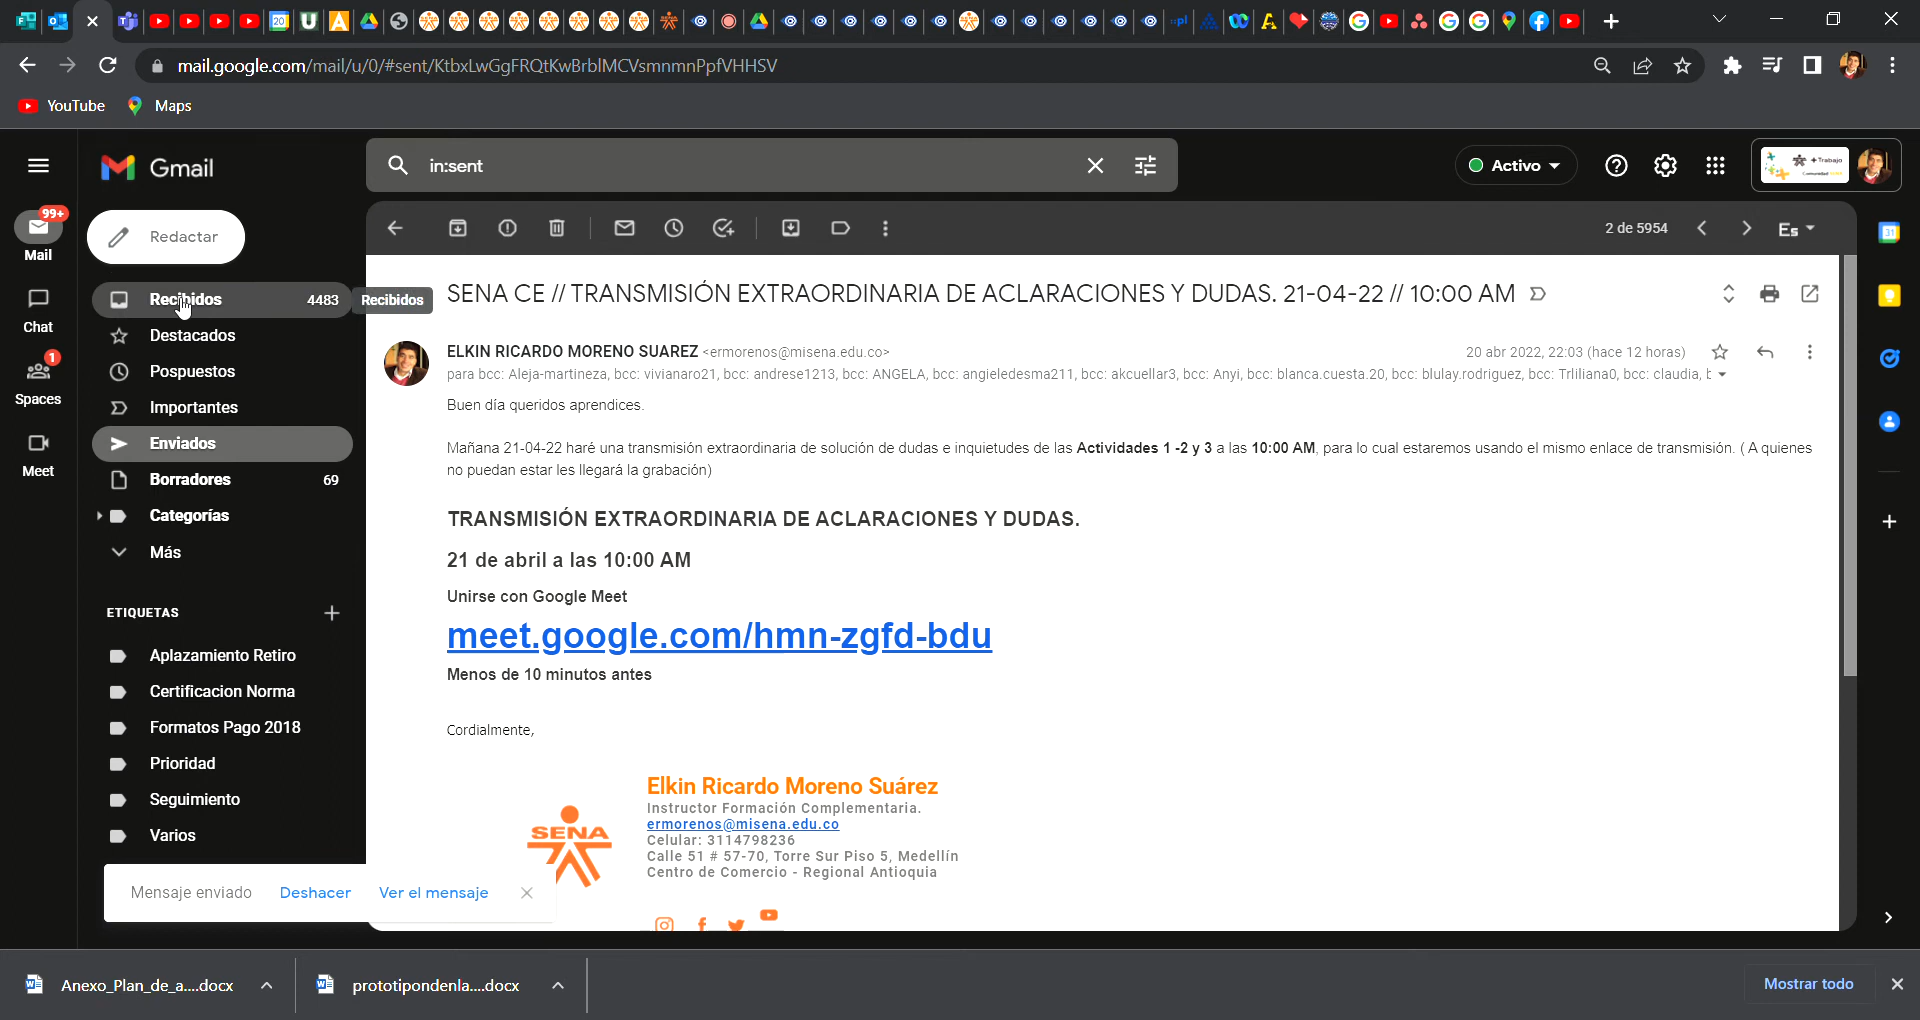 mail.google.com/mail/u/0/#sent/KtbxLwGgFRQtKwBrblMCVsmnmnPpfVHHSV
YouTube Maps
Gmail
in:sent
Activo
+Trabajo
99+
Mail
Redactar
2 de 5954
Es
Recibidos 4483
Recibidos
SENA CE // TRANSMISIÓN EXTRAORDINARIA DE ACLARACIONES Y DUDAS. 21-04-22 // 10:00 AM
Chat
Destacados
1
Spaces
Pospuestos
Importantes
Enviados
Meet
Borradores 69
Categorías
Más
ETIQUETAS
Aplazamiento Retiro
Certificacion Norma
Formatos Pago 2018
Prioridad
Seguimiento
Varios
ELKIN RICARDO MORENO SUAREZ <ermorenos@misena.edu.co>
20 abr 2022, 22:03 (hace 12 horas)
para bcc: Aleja-martineza, bcc: vivianaro21, bcc: andrese1213, bcc: ANGELA, bcc: angieledesma211, bcc: akcuellar3, bcc: Anyi, bcc: blanca.cuesta.20, bcc: blulay.rodriguez, bcc: Trliliana0, bcc: claudia,
Buen día queridos aprendices.
Mañana 21-04-22 haré una transmisión extraordinaria de solución de dudas e inquietudes de las Actividades 1 -2 y 3 a las 10:00 AM, para lo cual estaremos usando el mismo enlace de transmisión. ( A quienes
no puedan estar les llegará la grabación)
TRANSMISIÓN EXTRAORDINARIA DE ACLARACIONES Y DUDAS.
21 de abril a las 10:00 AM
Unirse con Google Meet
meet.google.com/hmn-zgfd-bdu
Menos de 10 minutos antes
Cordialmente,
SENA
Elkin Ricardo Moreno Suárez
Instructor Formación Complementaria.
ermorenos@misena.edu.co
Celular: 3114798236
Calle 51 # 57-70, Torre Sur Piso 5, Medellín
Centro de Comercio - Regional Antioquia
Mensaje enviado Deshacer Ver el mensaje
Anexo_Plan_de_a....docx
prototipondenla....docx
Mostrar todo